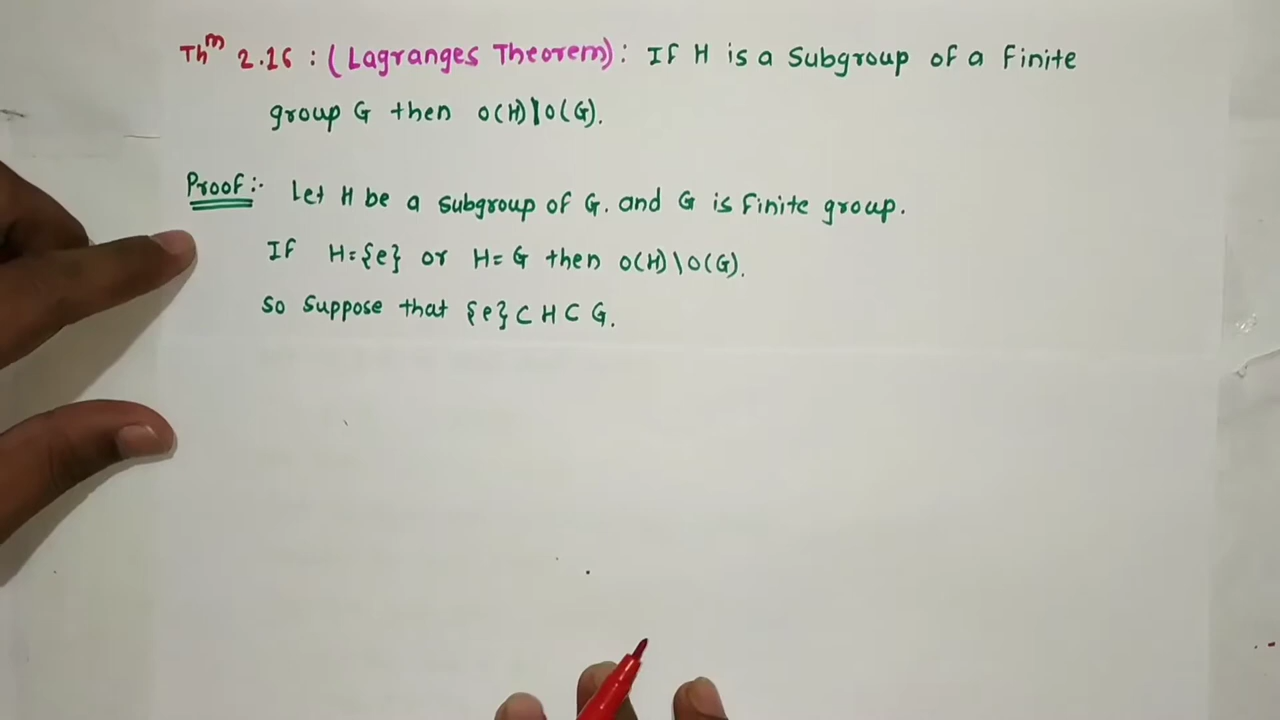 Thm 2.16 : (Lagranges Theorem): If H is a subgroup of a finite
group G then o(H)|o(G).
Proof:- Let H be a subgroup of G. and G is finite group.
If H={e} or H=G then o(H)\o(G).
So suppose that {e}⊂H⊂G.